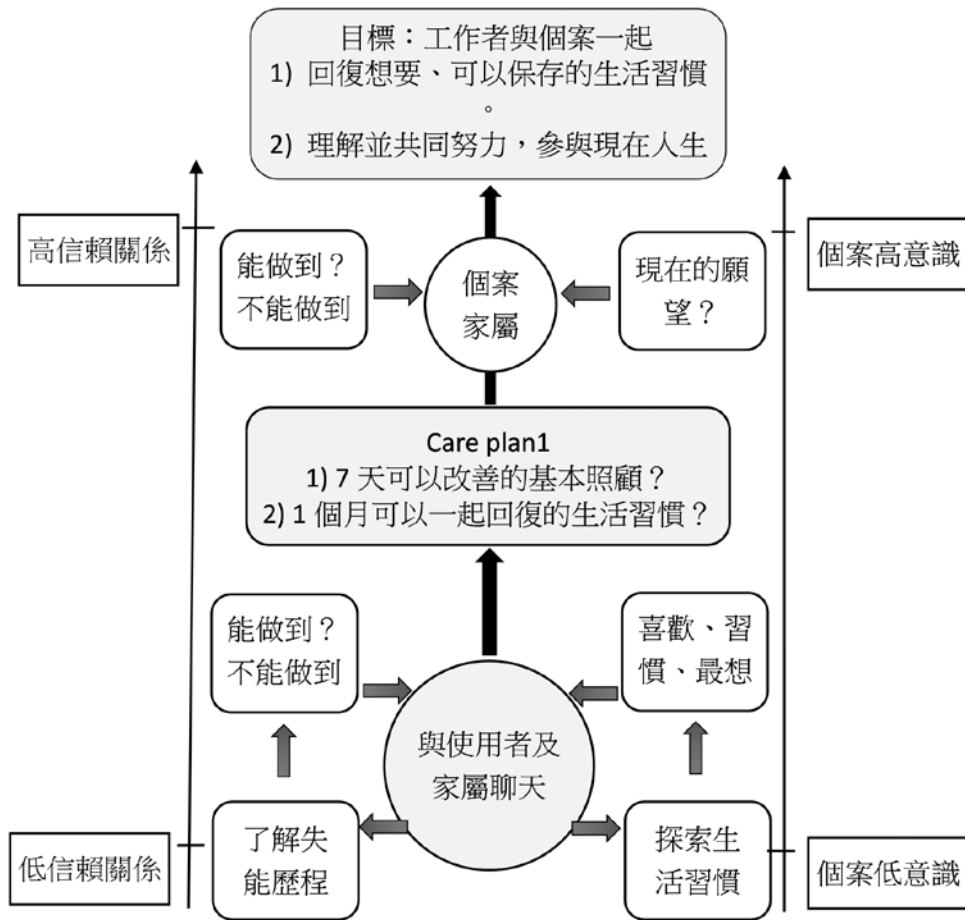 目標：工作者與個案一起
1) 回復想要、可以保存的生活習慣
。
2) 理解並共同努力，參與現在人生
高信賴關係
能做到？
不能做到
個案
家屬
現在的願
望？
個案高意識
Care plan1
1) 7 天可以改善的基本照顧？
2) 1 個月可以一起回復的生活習慣？
能做到？
不能做到
喜歡、習
慣、最想
與使用者及
家屬聊天
低信賴關係
了解失
能歷程
探索生
活習慣
個案低意識